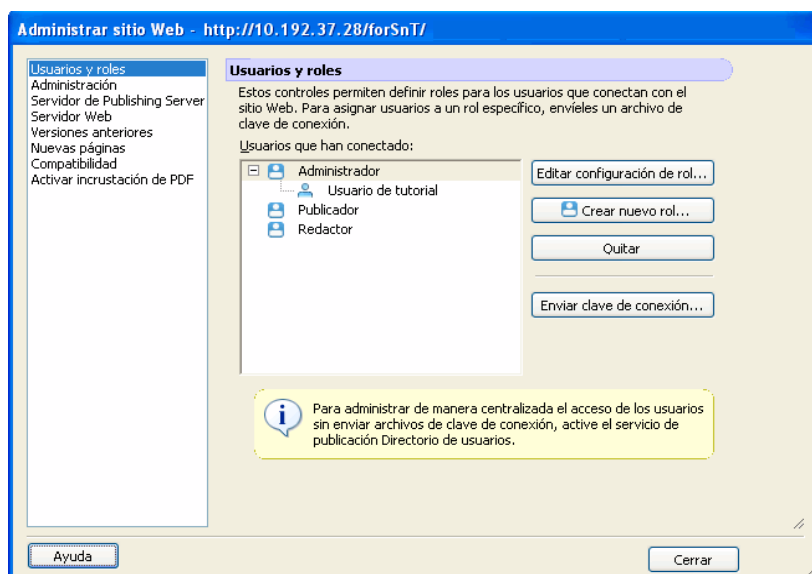 Administrar sitio Web - http://10.192.37.28/forSnT/
Usuarios y roles
Administración
Servidor de Publishing Server
Servidor Web
Versiones anteriores
Nuevas páginas
Compatibilidad
Activar incrustación de PDF
Usuarios y roles
Estos controles permiten definir roles para los usuarios que conectan con el
sitio Web. Para asignar usuarios a un rol específico, envíeles un archivo de
clave de conexión.
Usuarios que han conectado:
Administrador
Usuario de tutorial
Publicador
Redactor
Editar configuración de rol...
Crear nuevo rol...
Quitar
Enviar clave de conexión...
Para administrar de manera centralizada el acceso de los usuarios
sin enviar archivos de clave de conexión, active el servicio de
publicación Directorio de usuarios.
Ayuda
Cerrar